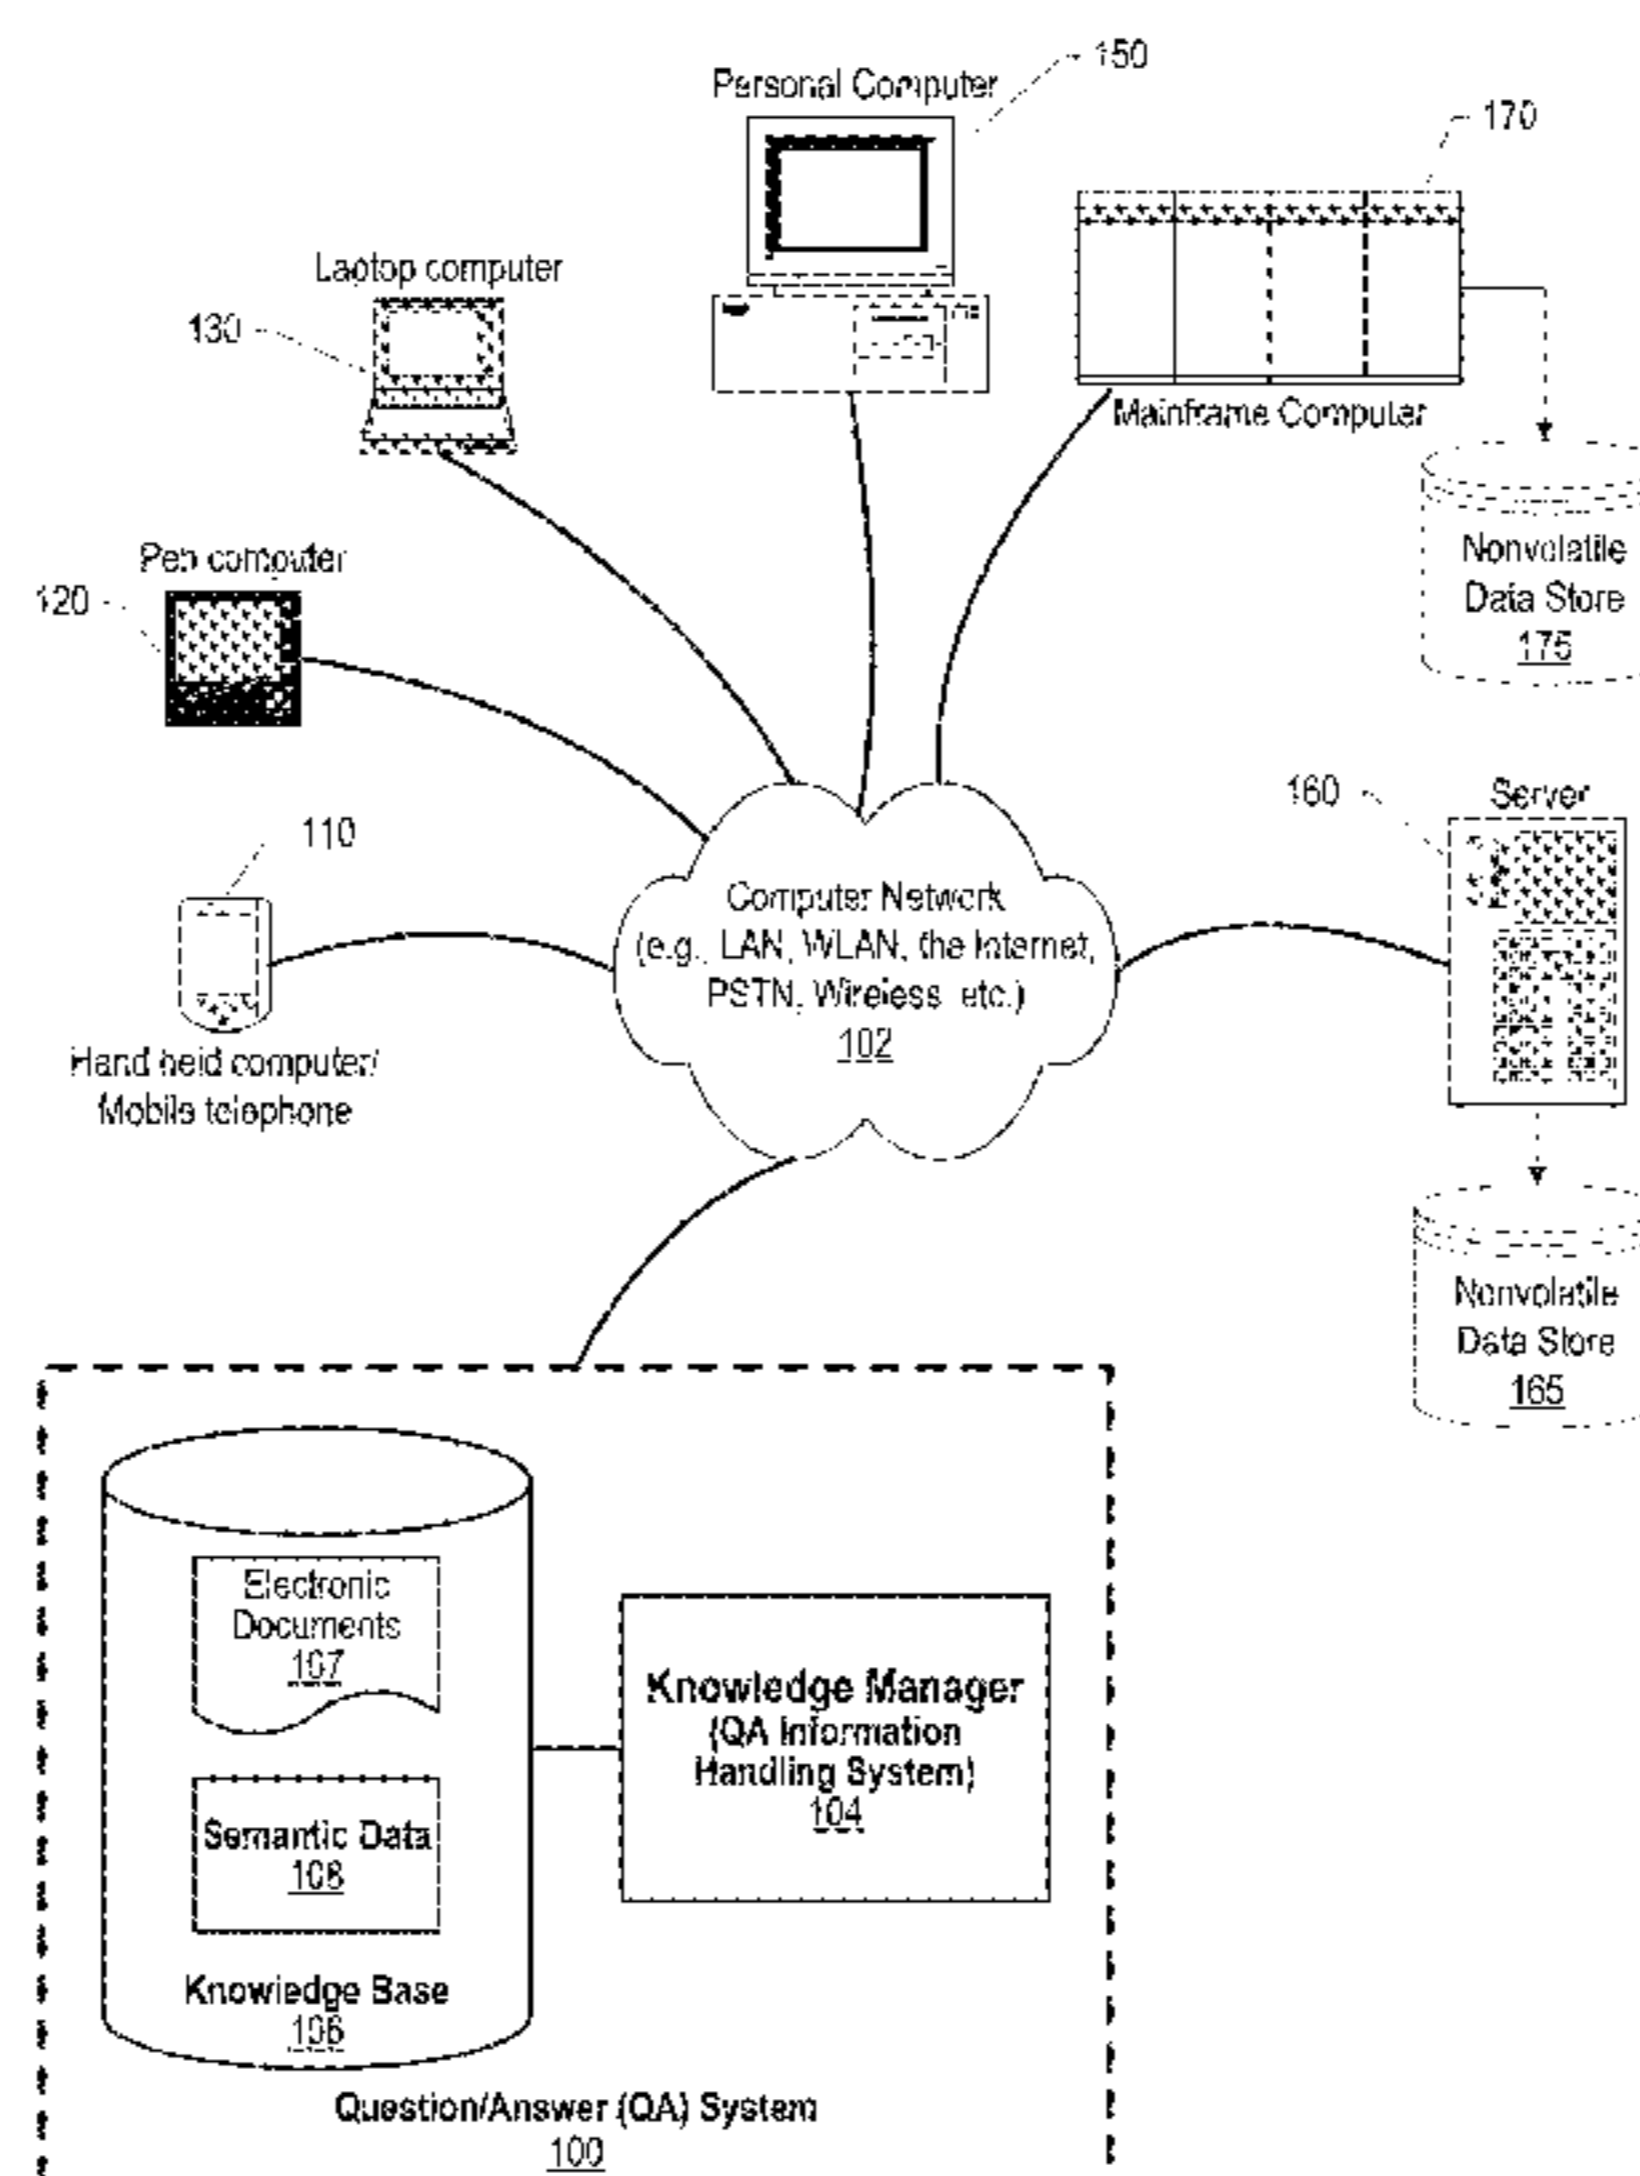 150
Personal Computer
170
Laptop computer
130
Mainframe Computer
Pen computer
120
Nonvolatile
Data Store
175
160
Server
110
Computer Network
(e.g., LAN, WLAN, the Internet,
PSTN, Wireless, etc.)
102
Hand held computer/
Mobile telephone
Nonvolatile
Data Store
165
Electronic
Documents
107
Knowledge Manager
(QA Information
Handling System)
104
Semantic Data
108
Knowledge Base
106
Question/Answer (QA) System
100